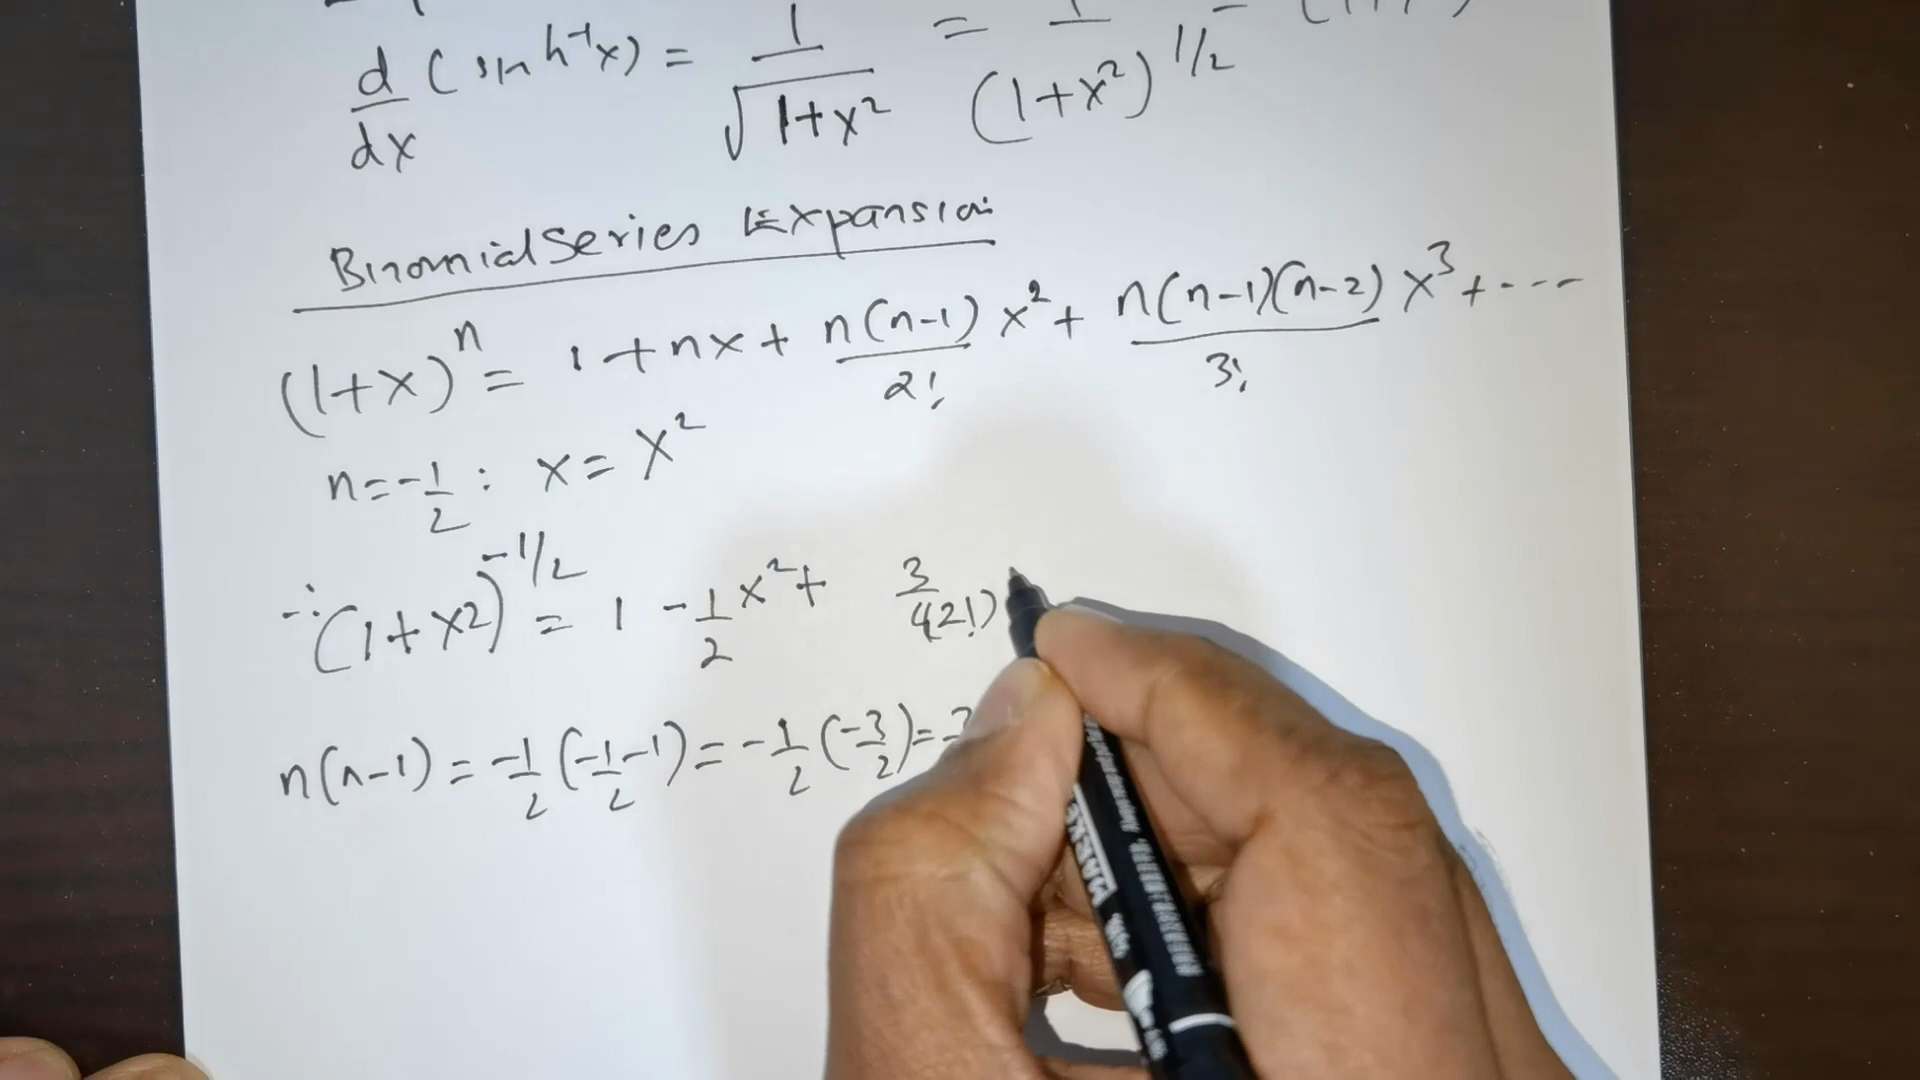 d/dx (sinh⁻¹x) = 1/√(1+x²) = 1/(1+x²)^1/2
Binomial Series Expansion
(1+x)ⁿ = 1 + nx + n(n-1)/2! x² + n(n-1)(n-2)/3! x³ + ----
n = -1/2 : x = x²
∴ (1+x²)^-1/2 = 1 - 1/2 x² + 3/4(2!)
n(n-1) = -1/2 (-1/2 -1) = -1/2 (-3/2) = 3
MARKER